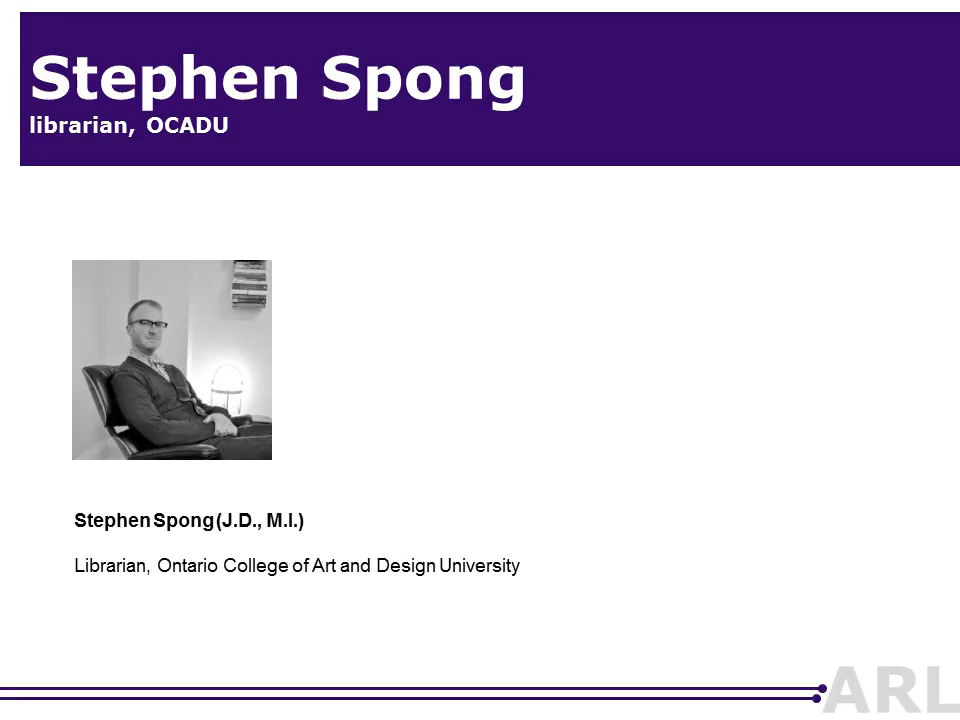 Stephen Spong
librarian, OCADU
Stephen Spong (J.D., M.I.)
Librarian, Ontario College of Art and Design University
ARL